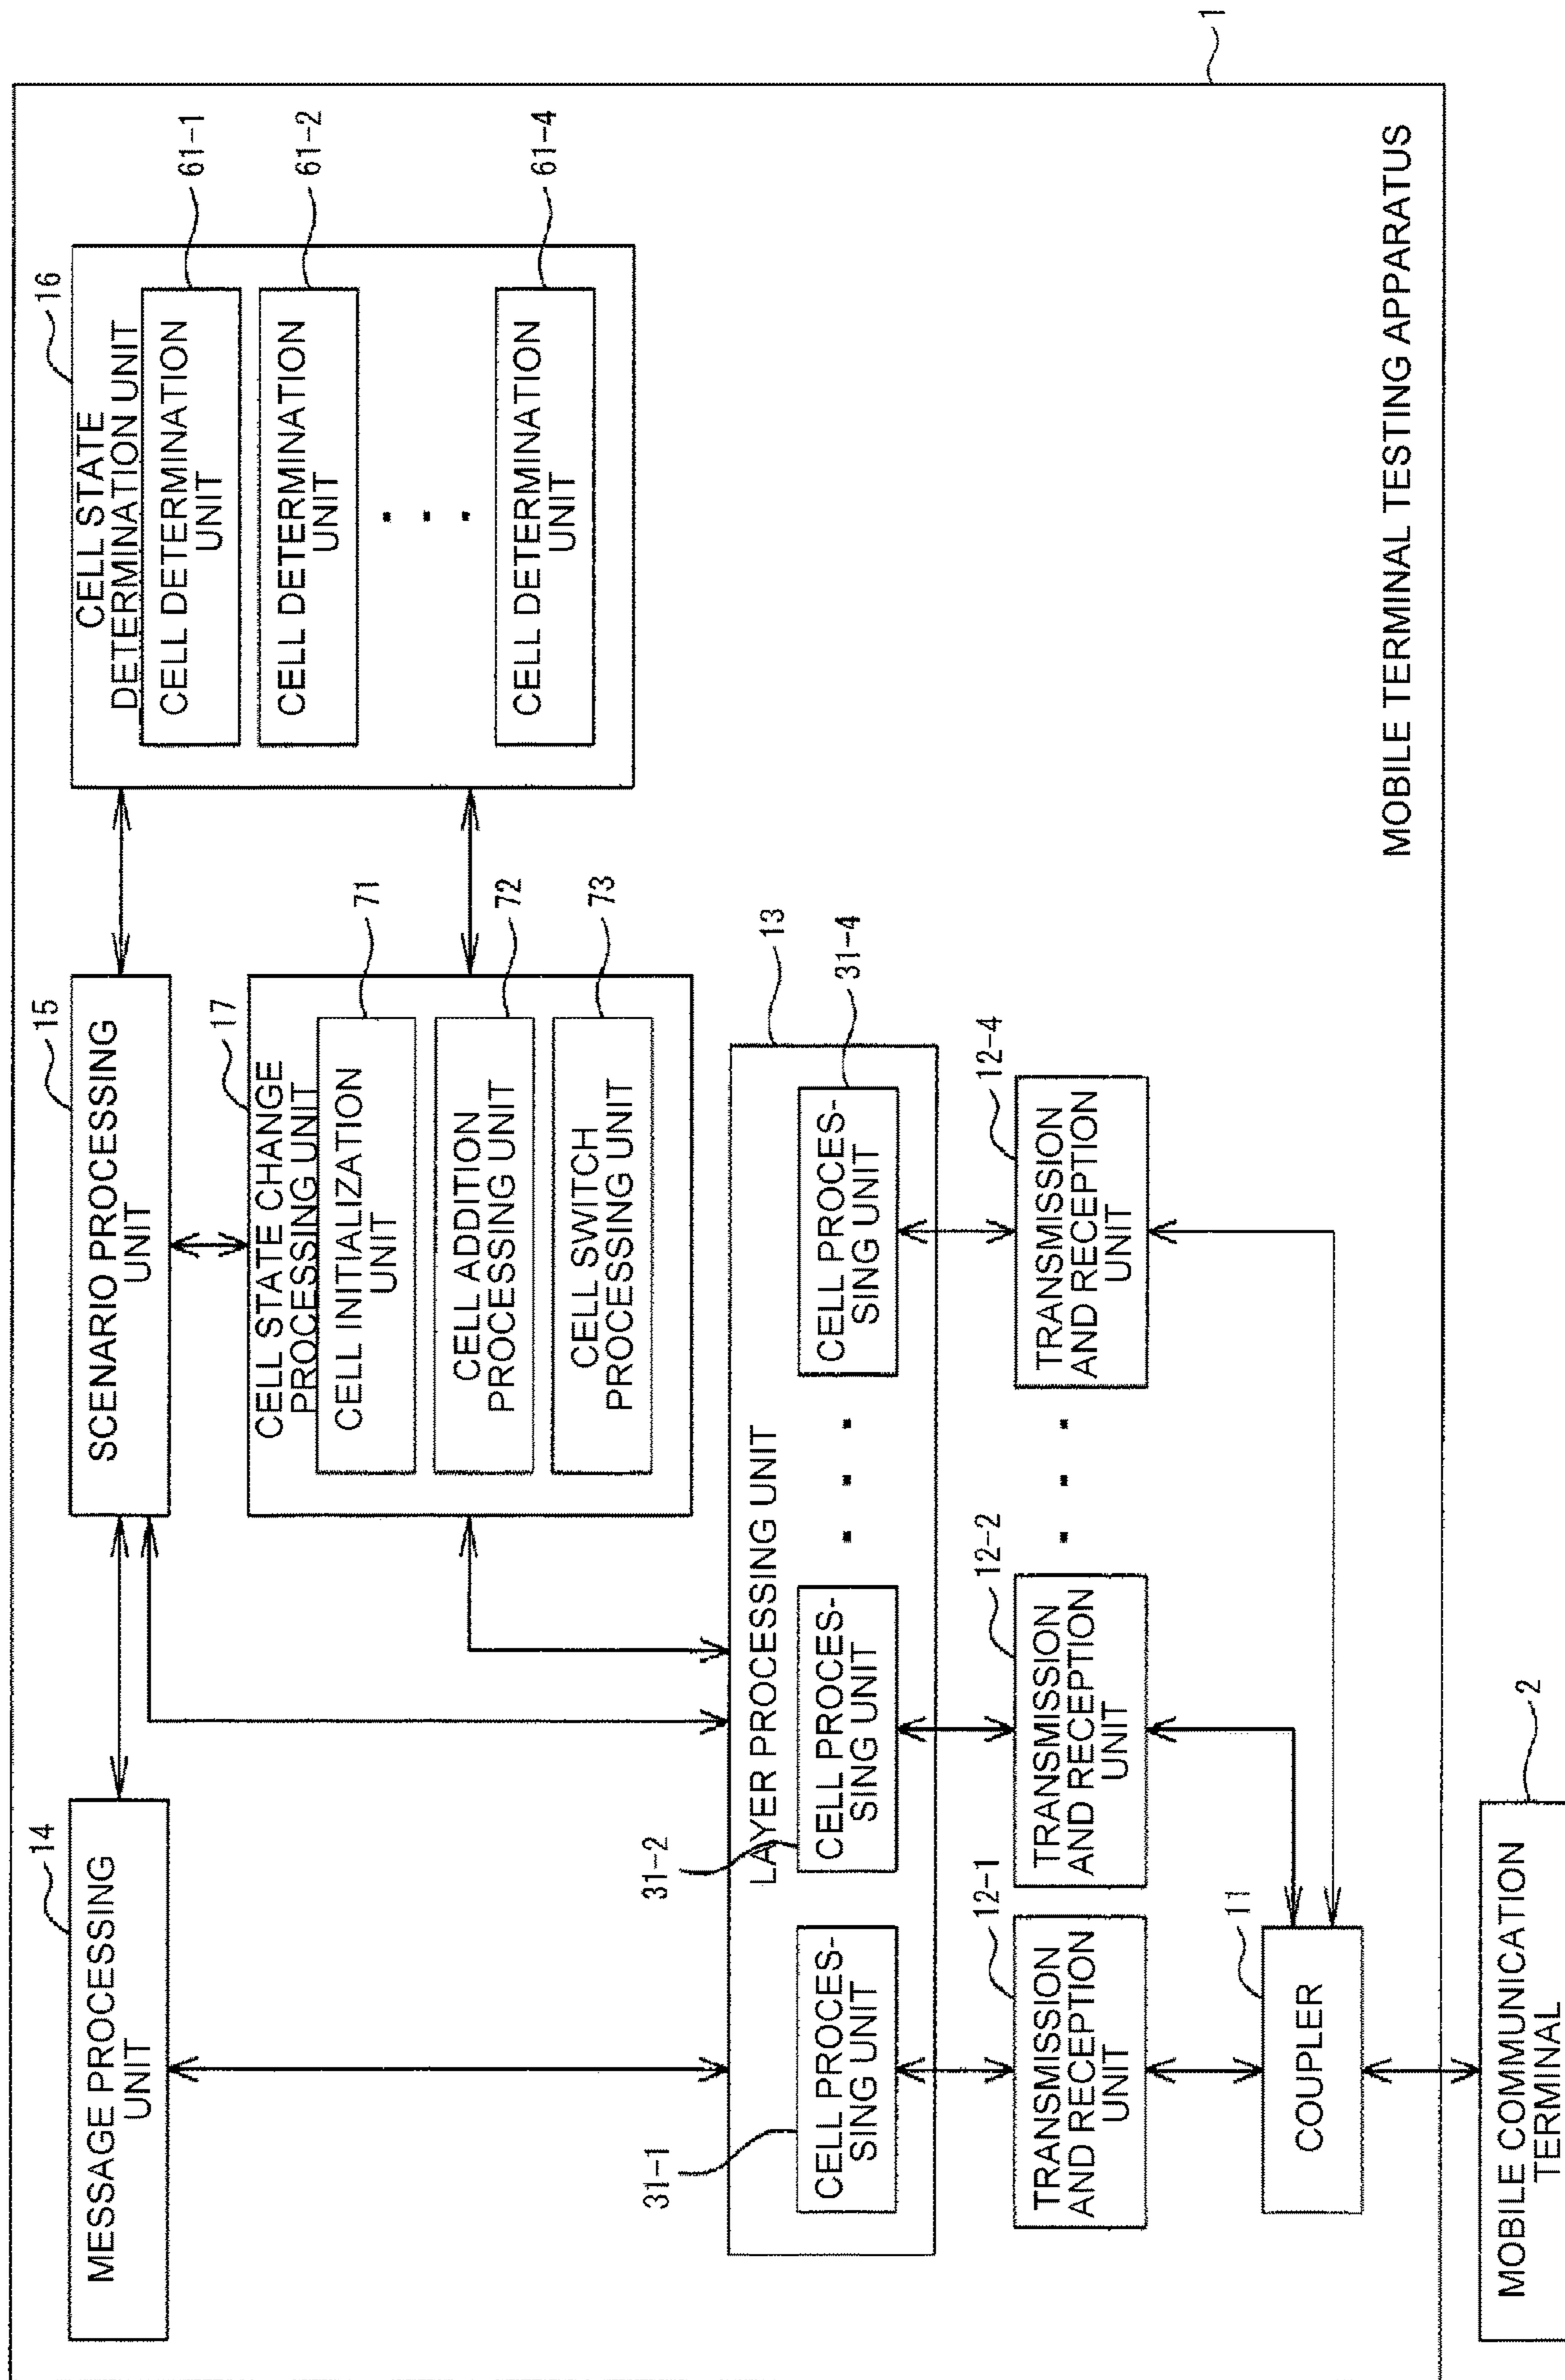 1
14
MESSAGE PROCESSING
UNIT
15
SCENARIO PROCESSING
UNIT
16
CELL STATE
DETERMINATION UNIT
CELL DETERMINATION
UNIT
61-1
CELL DETERMINATION
UNIT
61-2
CELL DETERMINATION
UNIT
61-4
17
CELL STATE CHANGE
PROCESSING UNIT
CELL INITIALIZATION
UNIT
71
CELL ADDITION
PROCESSING UNIT
72
CELL SWITCH
PROCESSING UNIT
73
13
LAYER PROCESSING UNIT
31-1
CELL PROCES-
SING UNIT
31-2
CELL PROCES-
SING UNIT
31-4
CELL PROCES-
SING UNIT
12-1
TRANSMISSION
AND RECEPTION
UNIT
12-2
TRANSMISSION
AND RECEPTION
UNIT
12-4
TRANSMISSION
AND RECEPTION
UNIT
11
COUPLER
MOBILE TERMINAL TESTING APPARATUS
2
MOBILE COMMUNICATION
TERMINAL